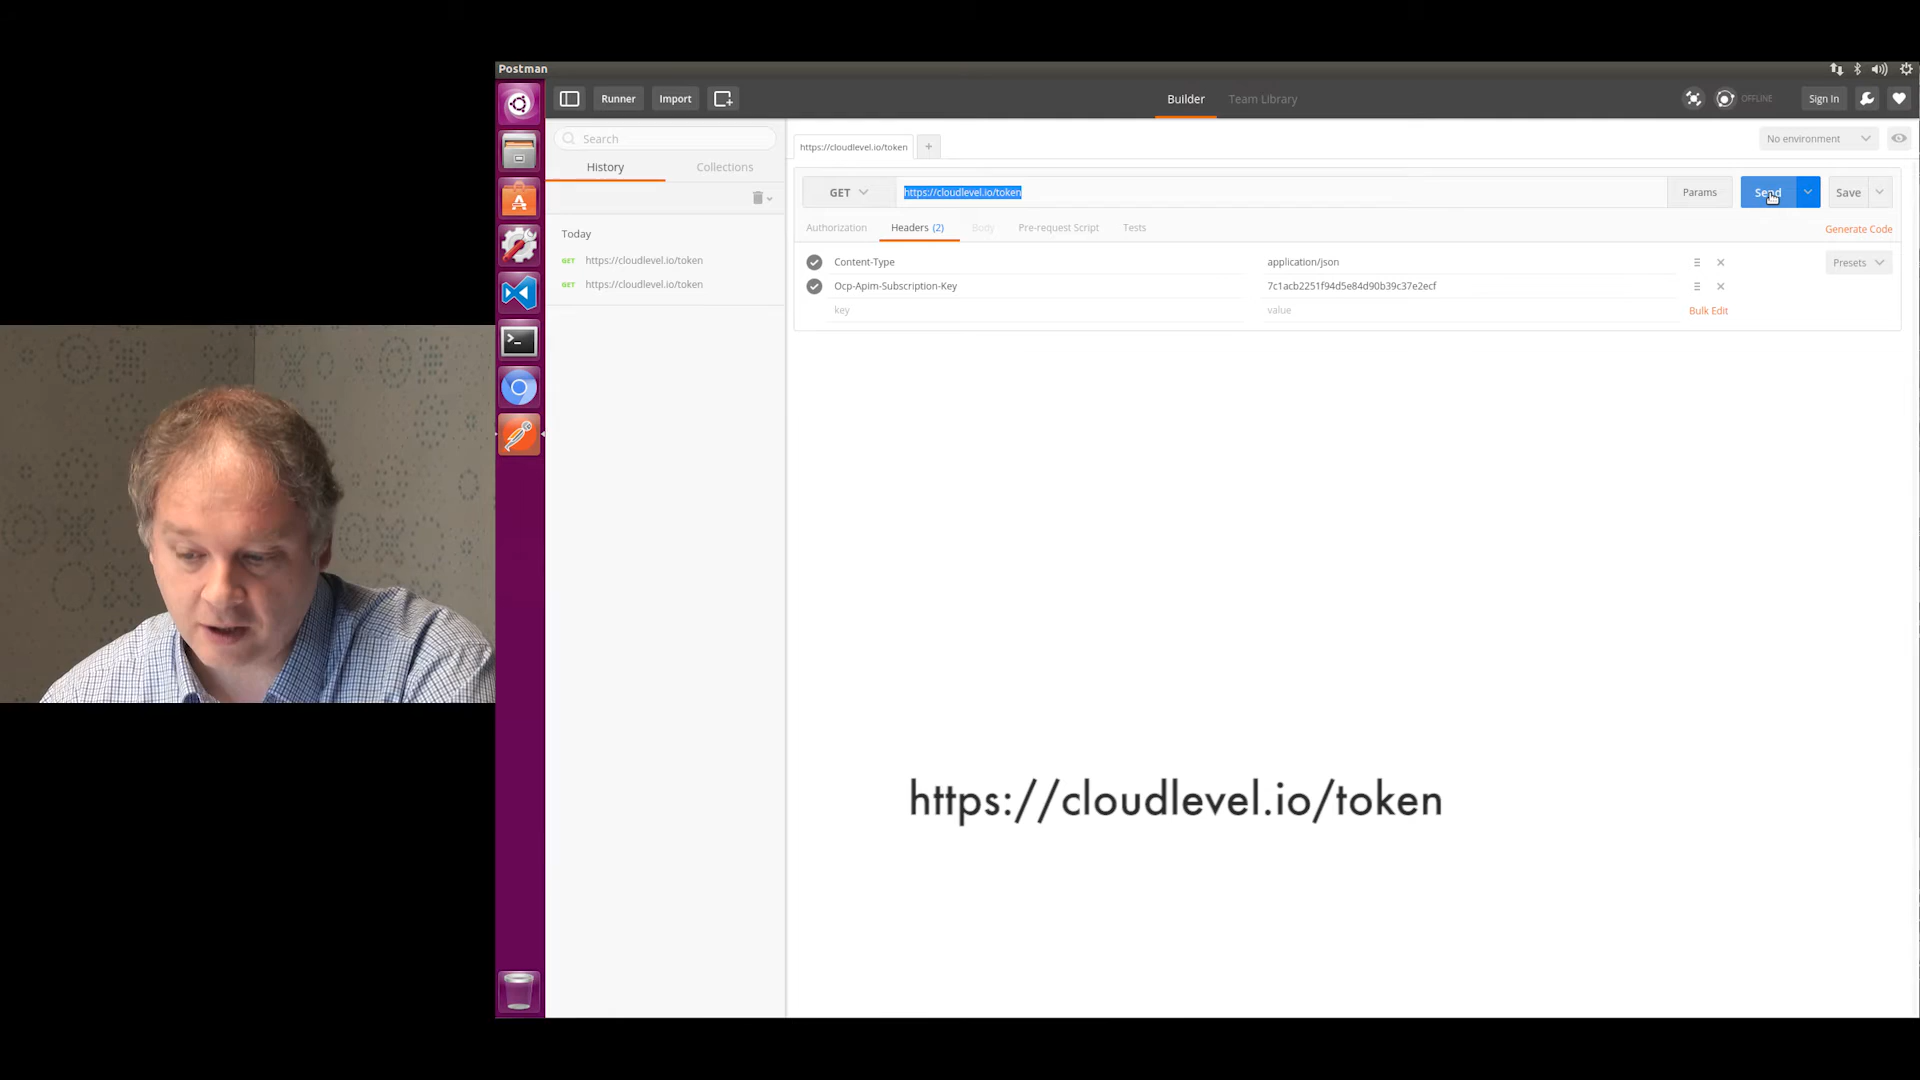 Postman
Runner
Import
Builder
Team Library
OFFLINE
Sign In
Search
History
Collections
Today
GET https://cloudlevel.io/token
GET https://cloudlevel.io/token
https://cloudlevel.io/token
+
No environment
GET
https://cloudlevel.io/token
Params
Send
Save
Authorization
Headers (2)
Body
Pre-request Script
Tests
Generate Code
Content-Type
application/json
Presets
Ocp-Apim-Subscription-Key
7c1acb2251f94d5e84d90b39c37e2ecf
key
value
Bulk Edit
https://cloudlevel.io/token